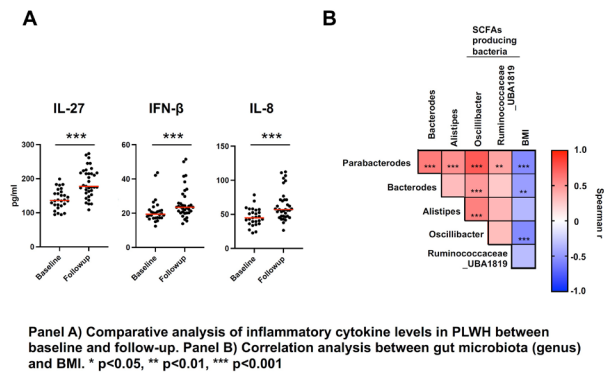 A
B
IL-27
IFN-β
IL-8
***
***
***
pg/ml
300
200
100
0
60
40
20
0
150
100
50
0
Baseline
Followup
Baseline
Followup
Baseline
Followup
SCFAs
producing
bacteria
Bacterodes
Alistipes
Oscillibacter
Ruminoccaceae
_UBA1819
BMI
Parabacterodes
*** *** *** ** ***
Bacterodes
*** **
Alistipes
***
Oscillibacter
***
Ruminococcaceae
_UBA1819
1.0
0.5
0
-0.5
-1.0
Spearman r
Panel A) Comparative analysis of inflammatory cytokine levels in PLWH between
baseline and follow-up. Panel B) Correlation analysis between gut microbiota (genus)
and BMI. * p<0.05, ** p<0.01, *** p<0.001